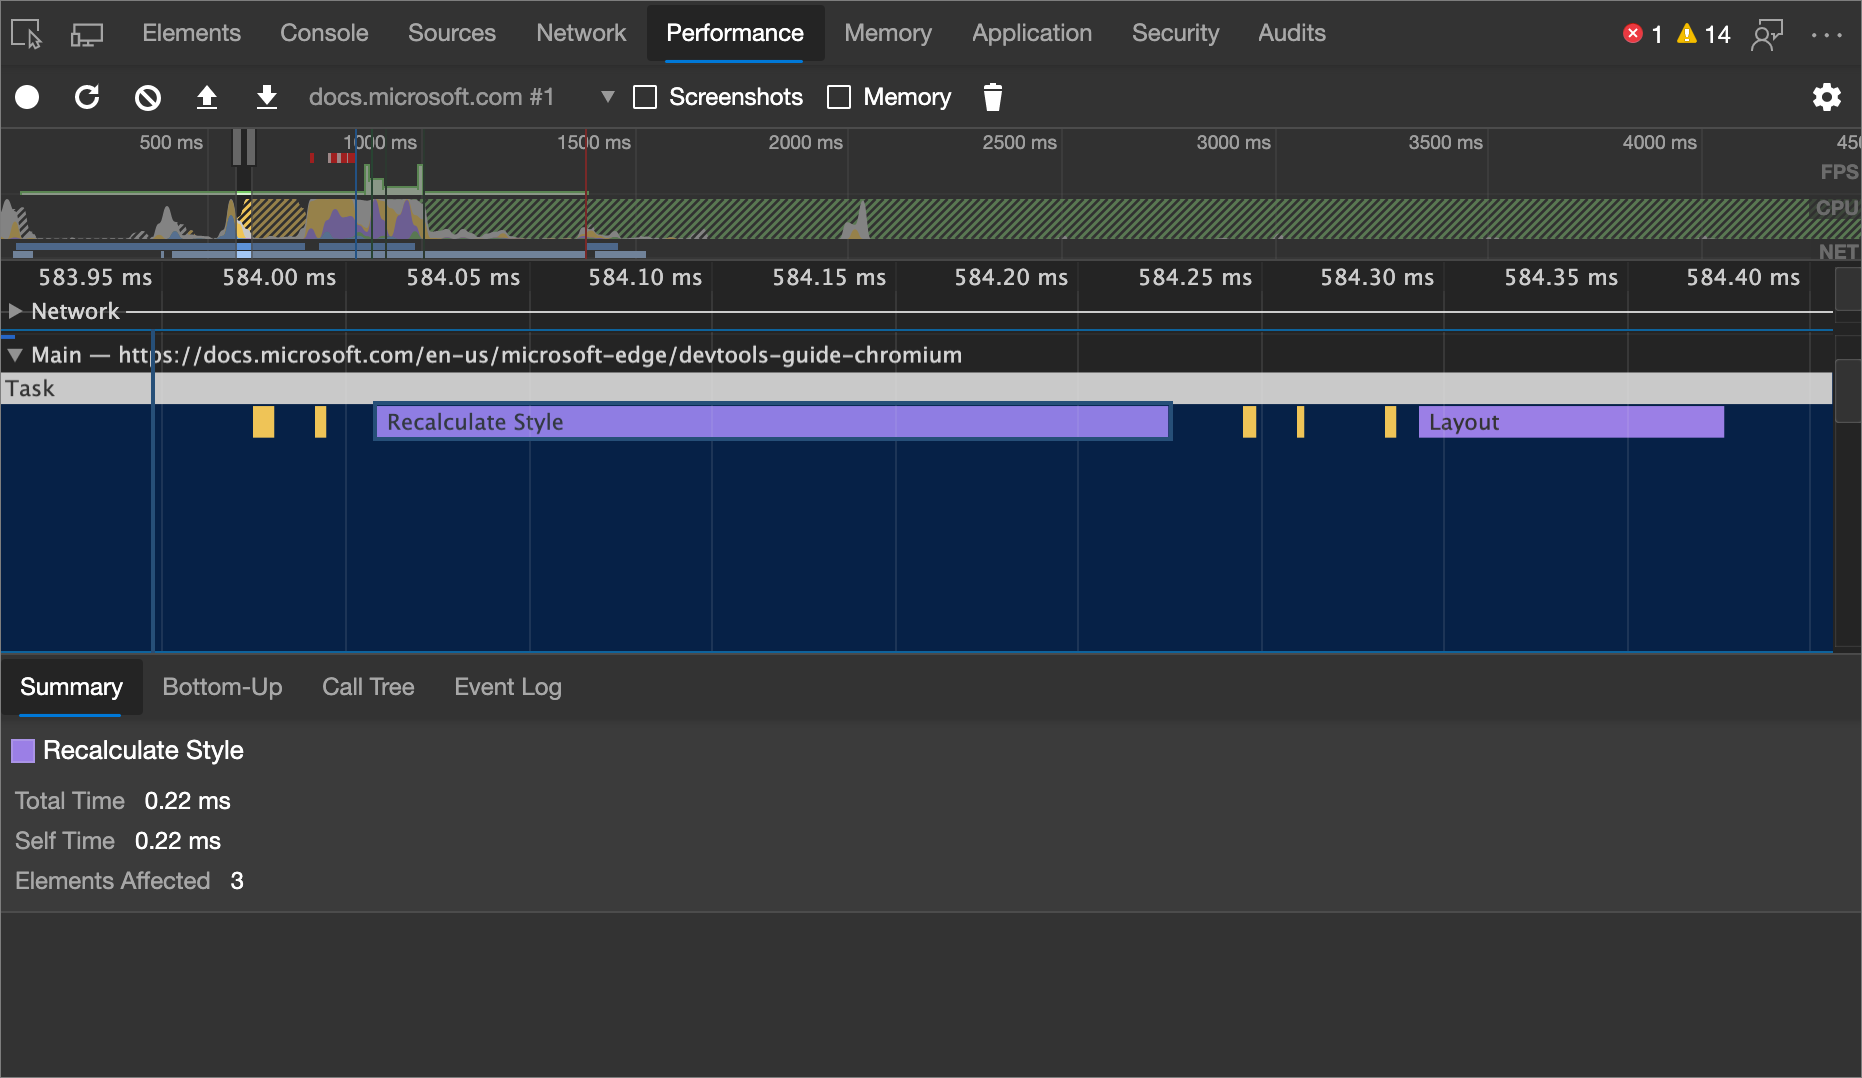 Elements Console Sources Network Performance Memory Application Security Audits 1 14
docs.microsoft.com #1 Screenshots Memory
500 ms 1000 ms 1500 ms 2000 ms 2500 ms 3000 ms 3500 ms 4000 ms 450
FPS
CPU
NET
583.95 ms 584.00 ms 584.05 ms 584.10 ms 584.15 ms 584.20 ms 584.25 ms 584.30 ms 584.35 ms 584.40 ms
Network
Main — https://docs.microsoft.com/en-us/microsoft-edge/devtools-guide-chromium
Task
Recalculate Style Layout
Summary Bottom-Up Call Tree Event Log
Recalculate Style
Total Time 0.22 ms
Self Time 0.22 ms
Elements Affected 3